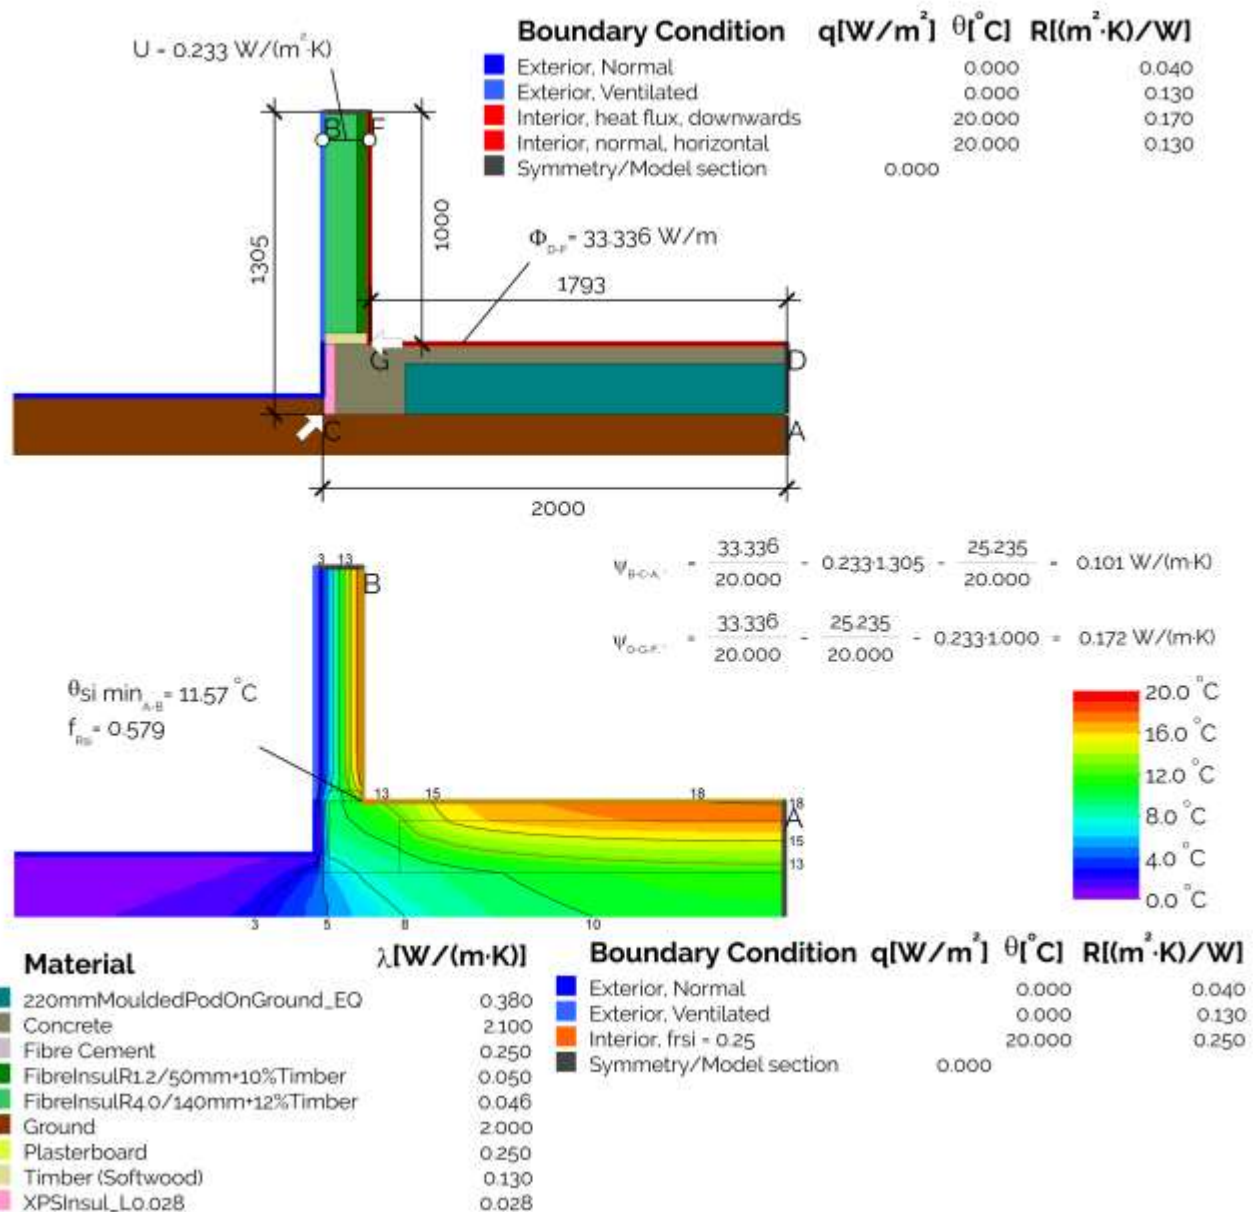 Boundary Condition q[W/m²] θ[°C] R[(m²·K)/W]
Exterior, Normal 0.000 0.040
Exterior, Ventilated 0.000 0.130
Interior, heat flux, downwards 20.000 0.170
Interior, normal, horizontal 20.000 0.130
Symmetry/Model section 0.000
U = 0.233 W/(m²·K)
B F
1305
1000
Φ D-F = 33.336 W/m
1793
G
D
C
A
2000
ψ B-C-A, = 33.336/20.000 - 0.233·1.305 - 25.235/20.000 = 0.101 W/(m·K)
ψ D-G-F, = 33.336/20.000 - 25.235/20.000 - 0.233·1.000 = 0.172 W/(m·K)
3 13
B
θsi min A-B = 11.57 °C
f Rsi = 0.579
13 15 18
18
A
15
13
3 5 8 10
20.0 °C
16.0 °C
12.0 °C
8.0 °C
4.0 °C
0.0 °C
Material λ[W/(m·K)]
220mmMouldedPodOnGround_EQ 0.380
Concrete 2.100
Fibre Cement 0.250
FibreInsulR1.2/50mm+10%Timber 0.050
FibreInsulR4.0/140mm+12%Timber 0.046
Ground 2.000
Plasterboard 0.250
Timber (Softwood) 0.130
XPSInsul_L0.028 0.028
Boundary Condition q[W/m²] θ[°C] R[(m²·K)/W]
Exterior, Normal 0.000 0.040
Exterior, Ventilated 0.000 0.130
Interior, frsi = 0.25 20.000 0.250
Symmetry/Model section 0.000